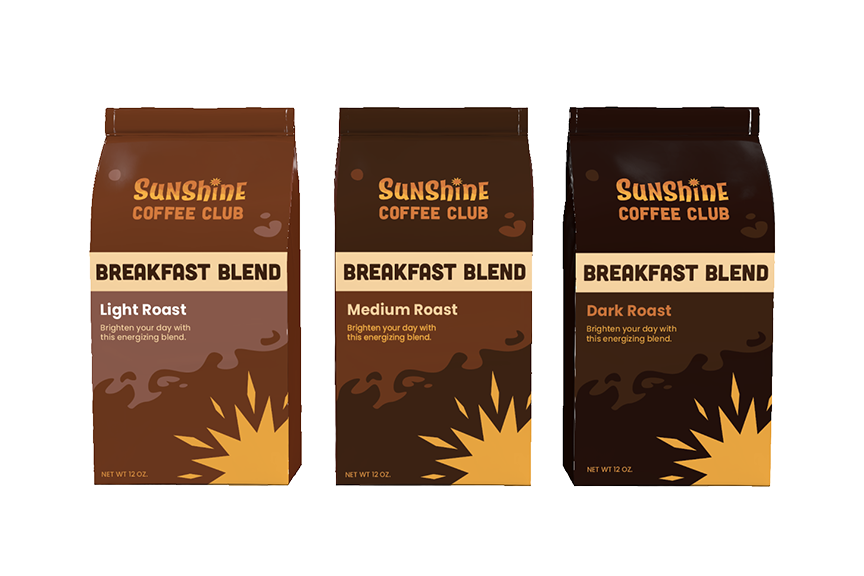 SUNSHINE
COFFEE CLUB
BREAKFAST BLEND
Light Roast
Brighten your day with
this energizing blend.
NET WT 12 OZ.
SUNSHINE
COFFEE CLUB
BREAKFAST BLEND
Medium Roast
Brighten your day with
this energizing blend.
NET WT 12 OZ.
SUNSHINE
COFFEE CLUB
BREAKFAST BLEND
Dark Roast
Brighten your day with
this energizing blend.
NET WT 12 OZ.